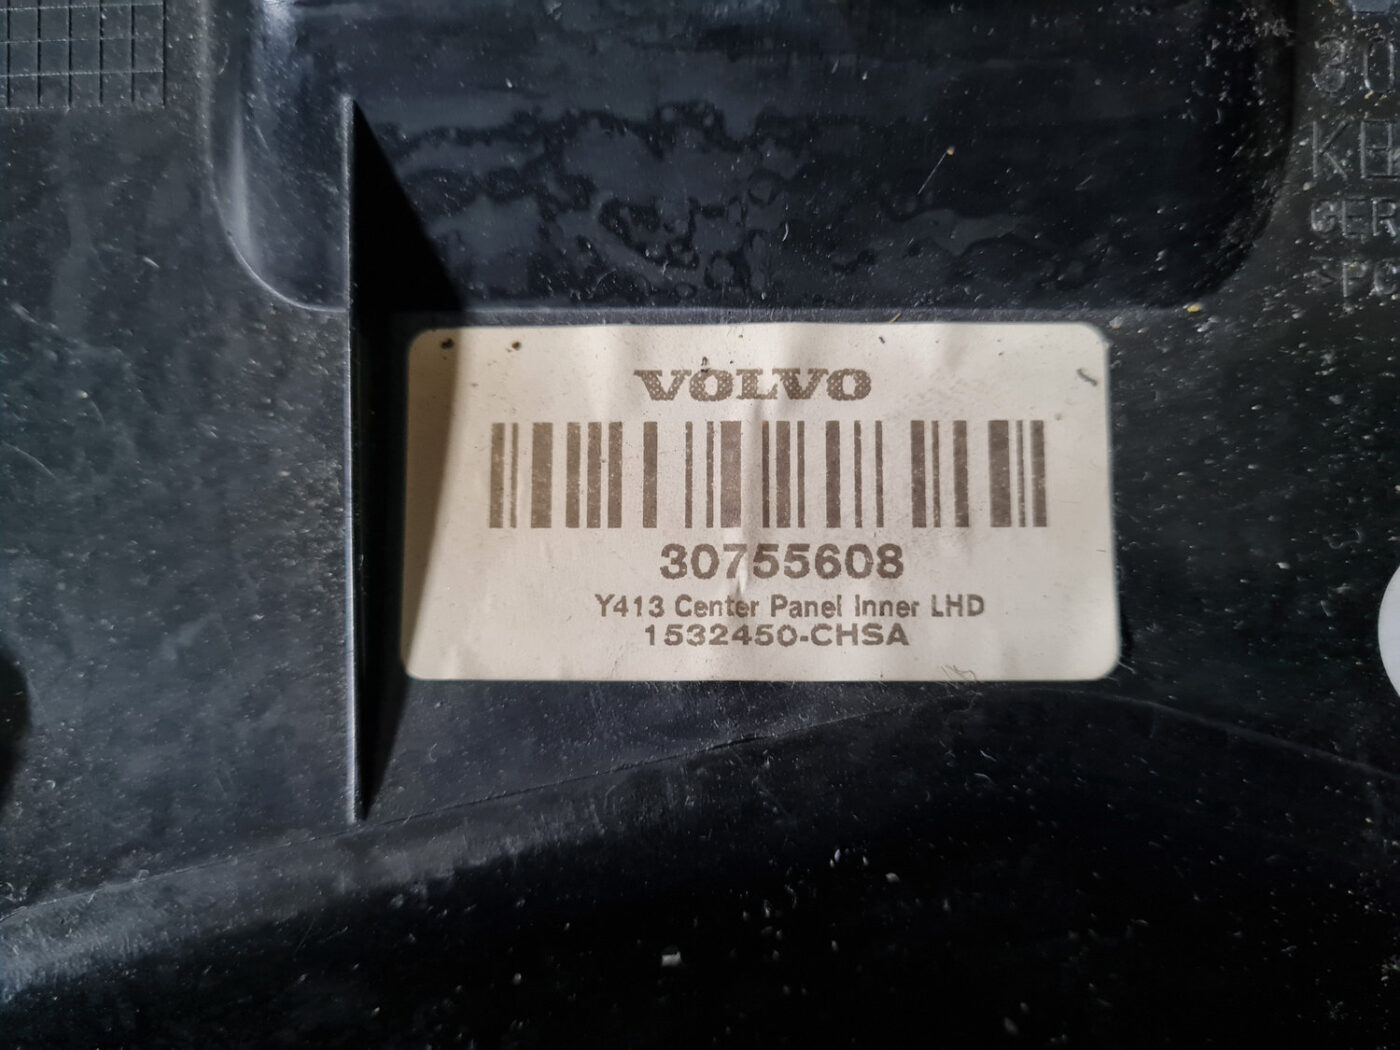 VOLVO
30755608
Y413 Center Panel Inner LHD
1532450-CHSA